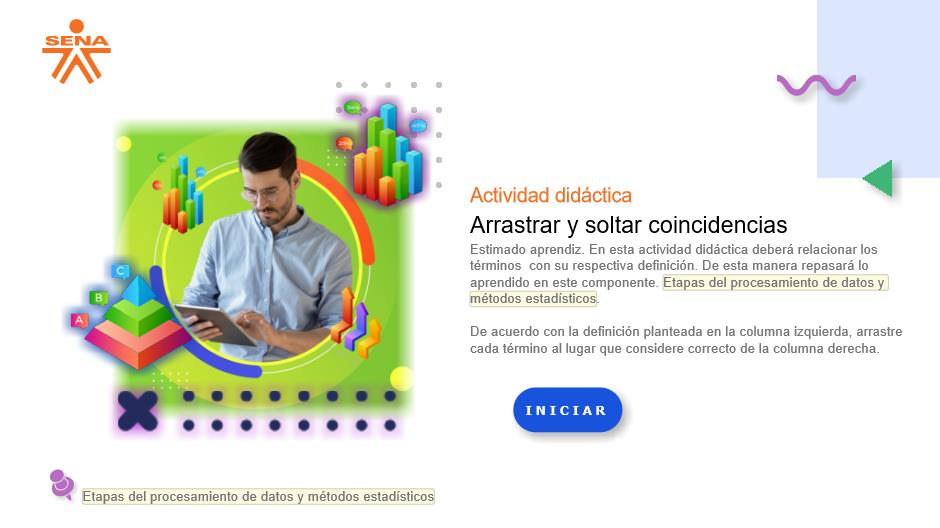 SENA
Actividad didáctica
Arrastrar y soltar coincidencias
Estimado aprendiz. En esta actividad didáctica deberá relacionar los
términos con su respectiva definición. De esta manera repasará lo
aprendido en este componente. Etapas del procesamiento de datos y
métodos estadísticos.
De acuerdo con la definición planteada en la columna izquierda, arrastre
cada término al lugar que considere correcto de la columna derecha.
C
B
A
INICIAR
Etapas del procesamiento de datos y métodos estadísticos